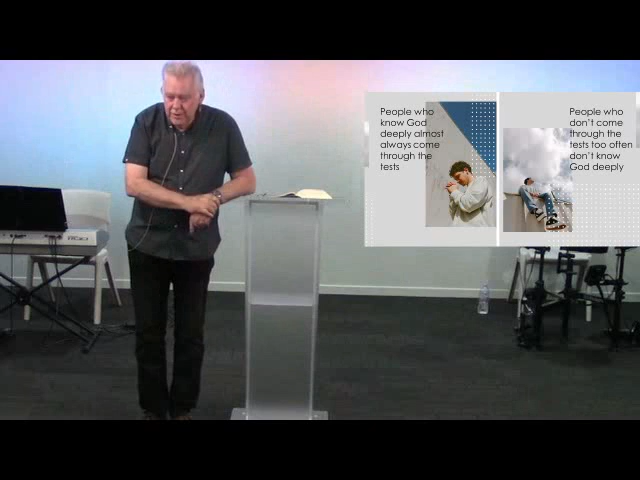 People who
know God
deeply almost
always come
through the
tests
People who
don't come
through the
tests too often
don't know
God deeply